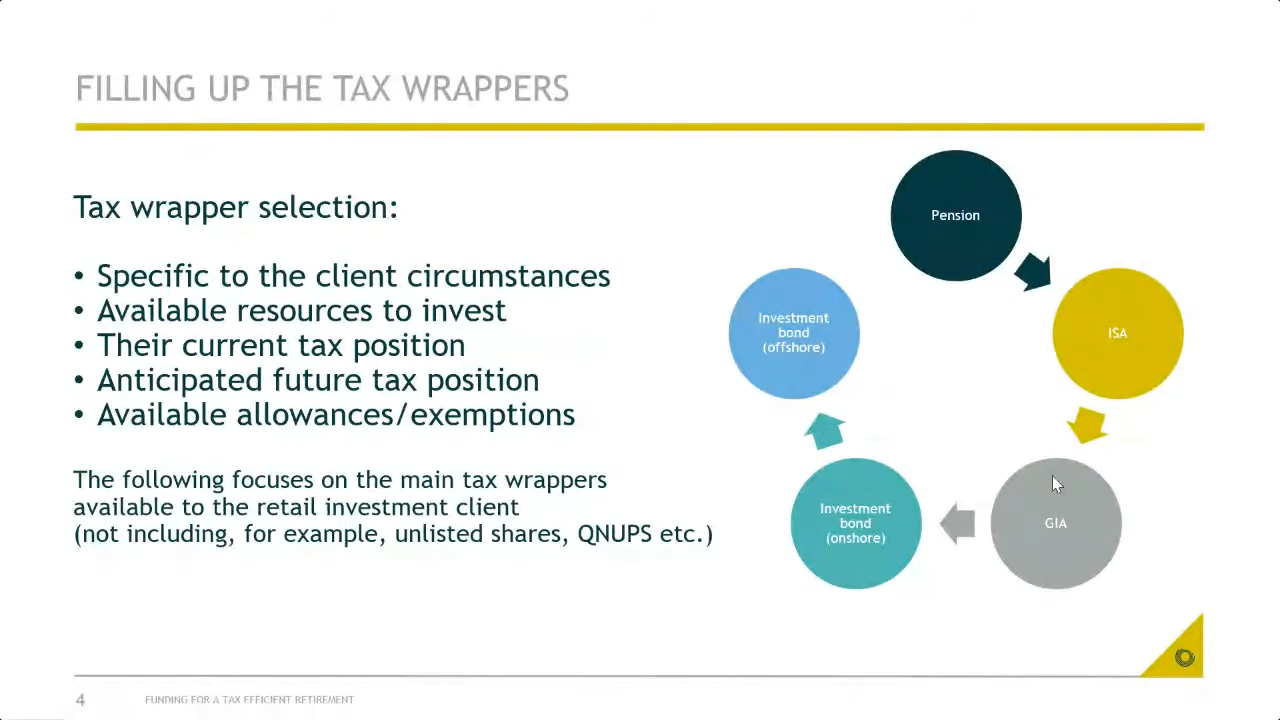 FILLING UP THE TAX WRAPPERS
Tax wrapper selection:
• Specific to the client circumstances
• Available resources to invest
• Their current tax position
• Anticipated future tax position
• Available allowances/exemptions
The following focuses on the main tax wrappers
available to the retail investment client
(not including, for example, unlisted shares, QNUPS etc.)
Pension
ISA
GIA
Investment
bond
(onshore)
Investment
bond
(offshore)
4
FUNDING FOR A TAX EFFICIENT RETIREMENT